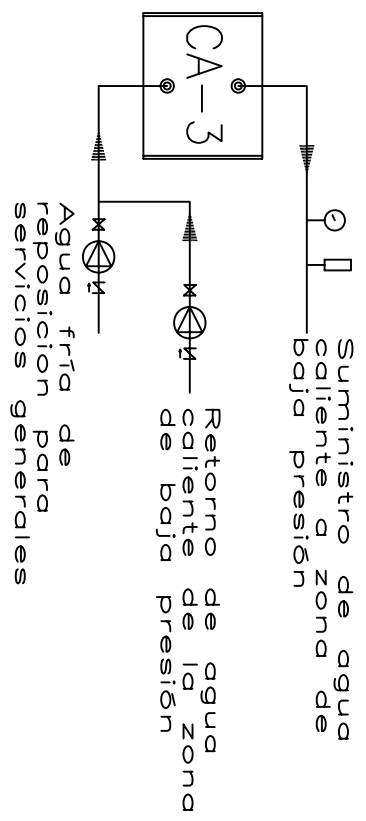 CA-3
Suministro de agua
caliente a zona de
baja presión
Retorno de agua
caliente de la zona
de baja presión
Agua fría de
reposicion para
servicios generales